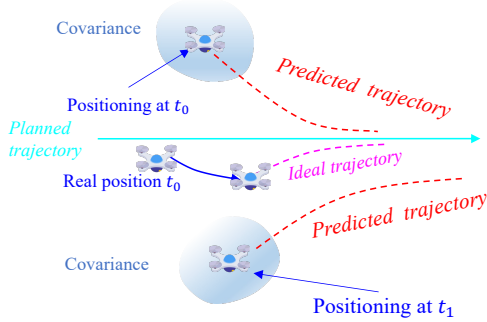 Covariance
Predicted trajectory
Positioning at t₀
Planned
trajectory
Ideal trajectory
Real position t₀
Predicted trajectory
Covariance
Positioning at t₁